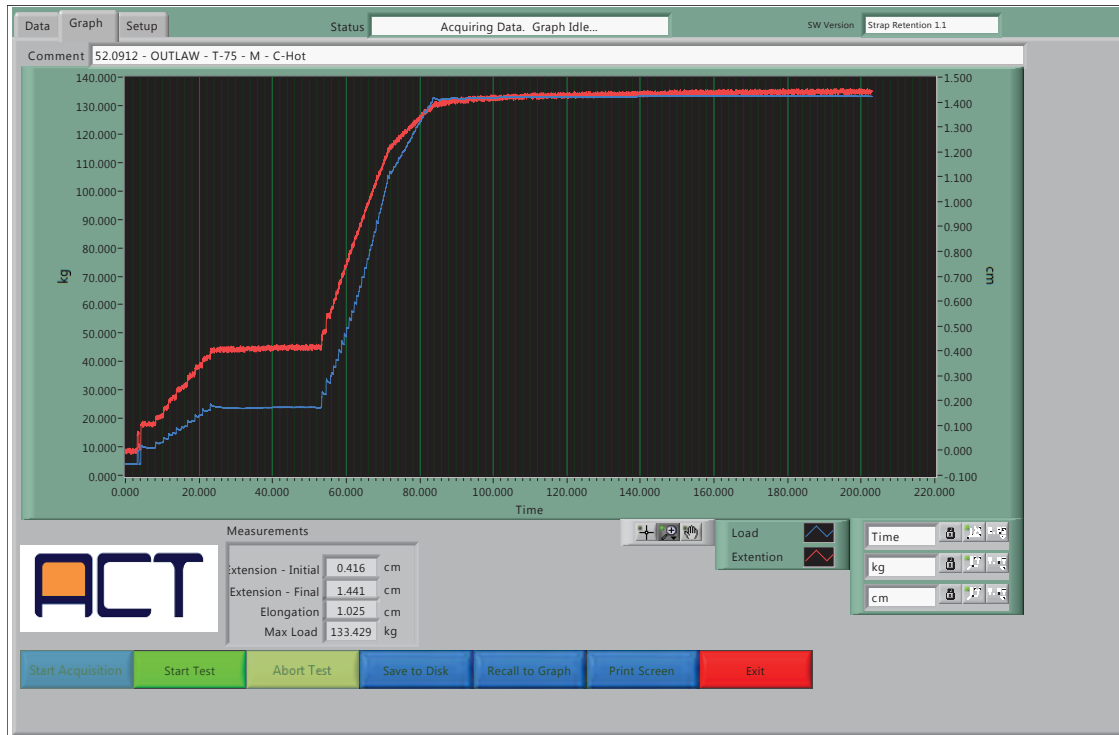 Data Graph Setup Status Acquiring Data. Graph Idle... SW Version Strap Retention 1.1
Comment 52.0912 - OUTLAW - T-75 - M - C-Hot
140.000 1.500
130.000 1.400
120.000 1.300
110.000 1.200
100.000 1.100
90.000 1.000
80.000 0.900
70.000 0.800
60.000 0.700
50.000 0.600
40.000 0.500
30.000 0.400
20.000 0.300
10.000 0.200
0.000 0.100
0.000
-0.100
kg
cm
0.000 20.000 40.000 60.000 80.000 100.000 120.000 140.000 160.000 180.000 200.000 220.000
Time
Measurements
Extension - Initial 0.416 cm
Extension - Final 1.441 cm
Elongation 1.025 cm
Max Load 133.429 kg
Load
Extention
Time
kg
cm
ACT
Start Acquisition Start Test Abort Test Save to Disk Recall to Graph Print Screen Exit